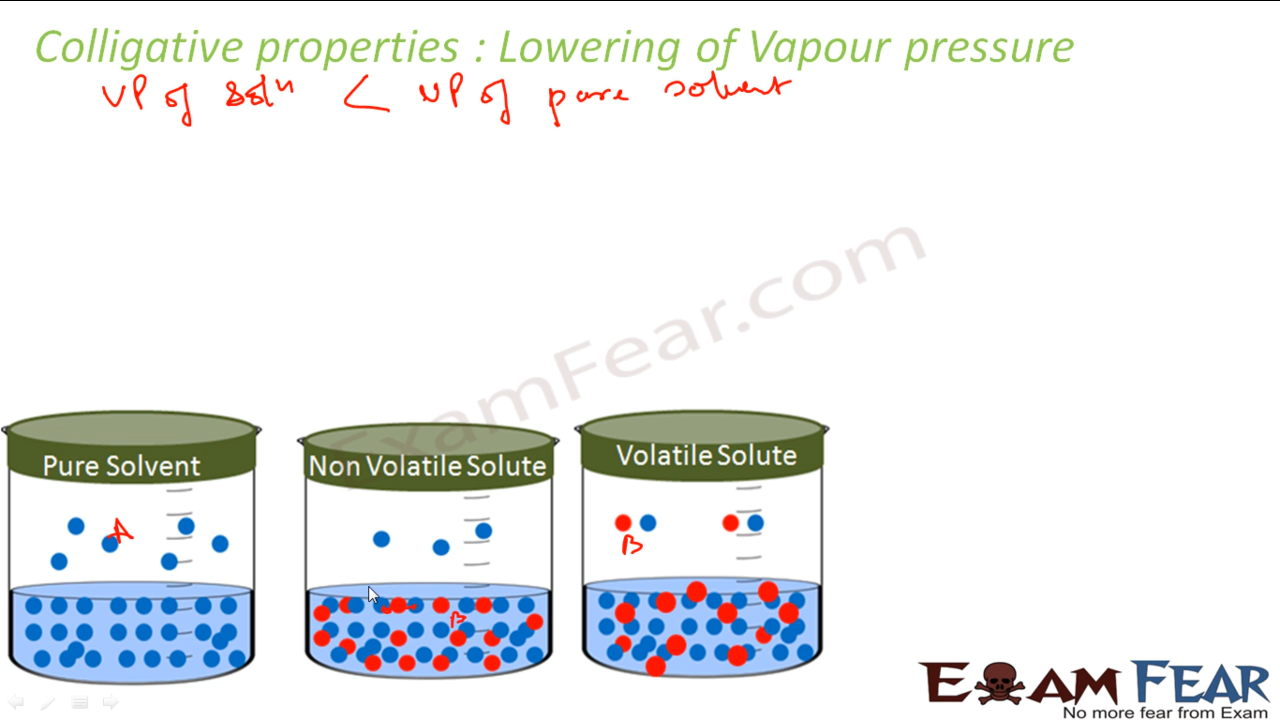 Colligative properties : Lowering of Vapour pressure
VP of solⁿ < VP of pure solvent
ExamFear.com
Pure Solvent
Non Volatile Solute
Volatile Solute
A
B
B
EXAM FEAR
No more fear from Exam